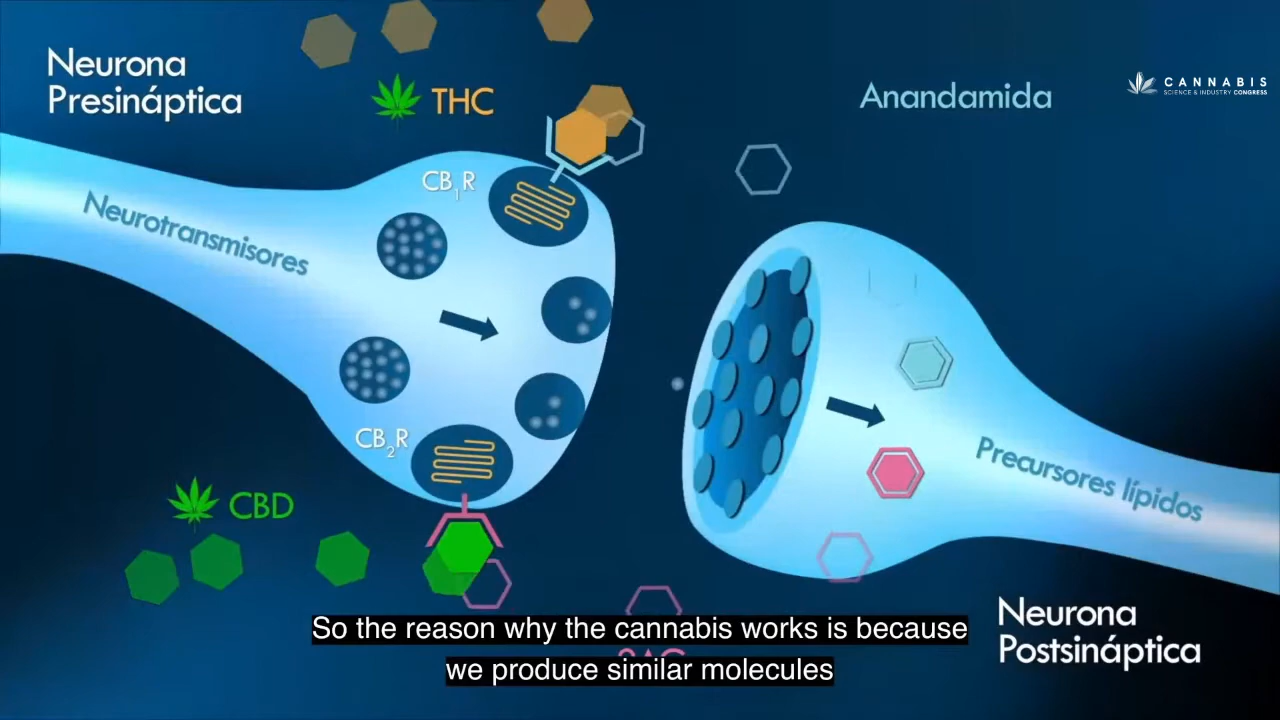 Neurona
Presináptica
THC
Anandamida
CANNABIS
SCIENCE & INDUSTRY CONGRESS
CB1R
Neurotransmisores
CB2R
CBD
Precursores lípidos
2AG
So the reason why the cannabis works is because
we produce similar molecules
Neurona
Postsináptica